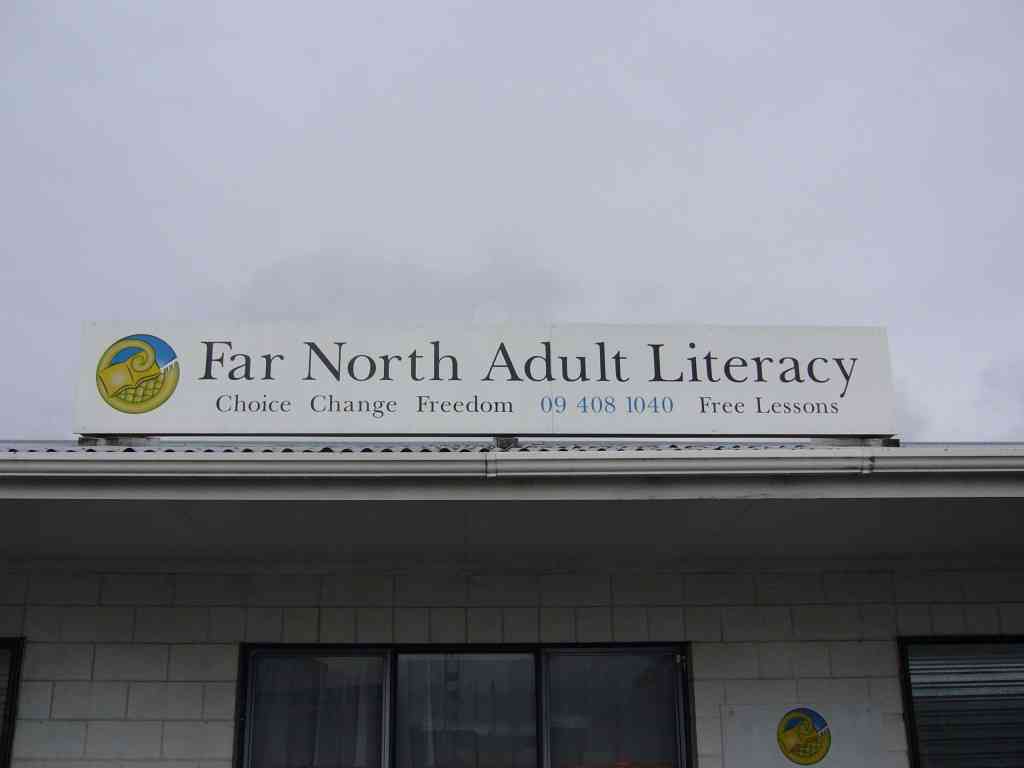 Far North Adult Literacy
Choice Change Freedom 09 408 1040 Free Lessons